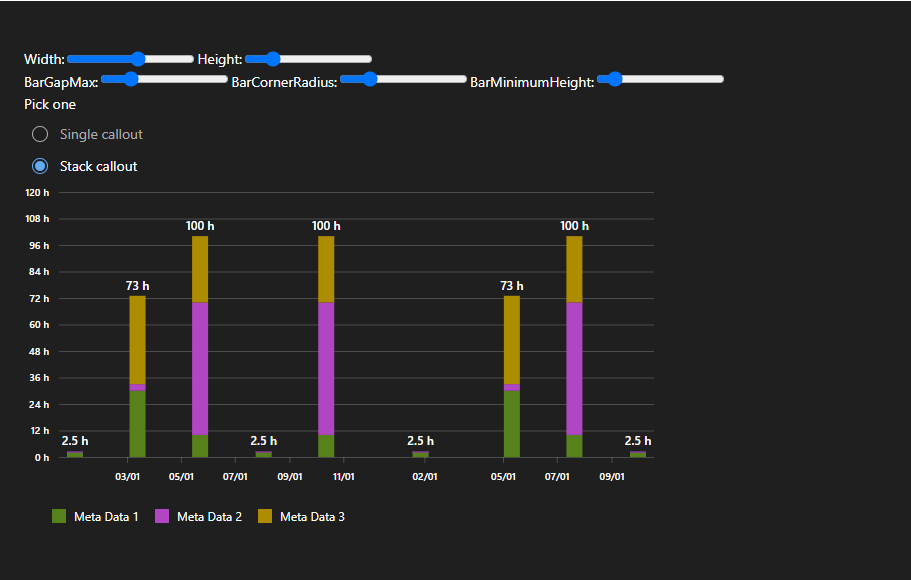 Width: Height:
BarGapMax: BarCornerRadius: BarMinimumHeight:
Pick one
Single callout
Stack callout
120 h
108 h
100 h 100 h 100 h
96 h
84 h
73 h 73 h
72 h
60 h
48 h
36 h
24 h
12 h
2.5 h 2.5 h 2.5 h 2.5 h
0 h
03/01 05/01 07/01 09/01 11/01 02/01 05/01 07/01 09/01
Meta Data 1 Meta Data 2 Meta Data 3